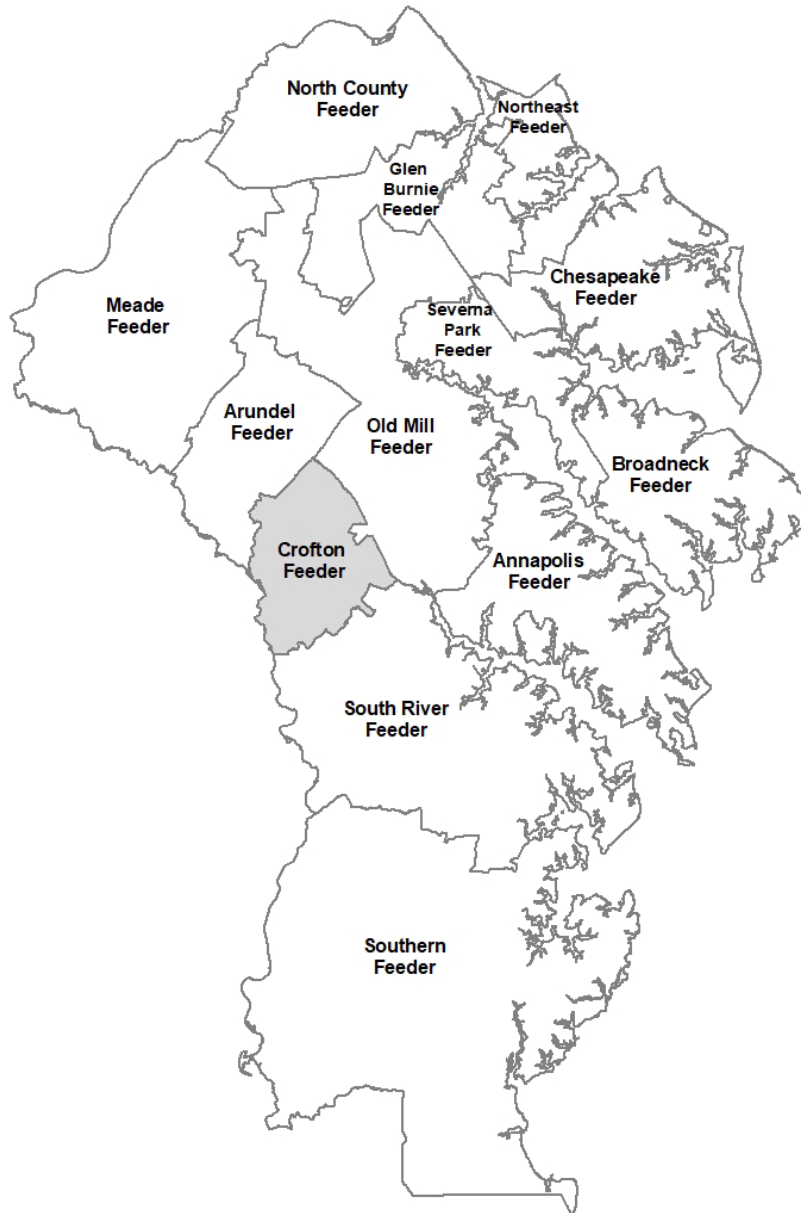 North County
Feeder
Northeast
Feeder
Glen
Burnie
Feeder
Chesapeake
Feeder
Meade
Feeder
Severna
Park
Feeder
Arundel
Feeder
Old Mill
Feeder
Broadneck
Feeder
Crofton
Feeder
Annapolis
Feeder
South River
Feeder
Southern
Feeder